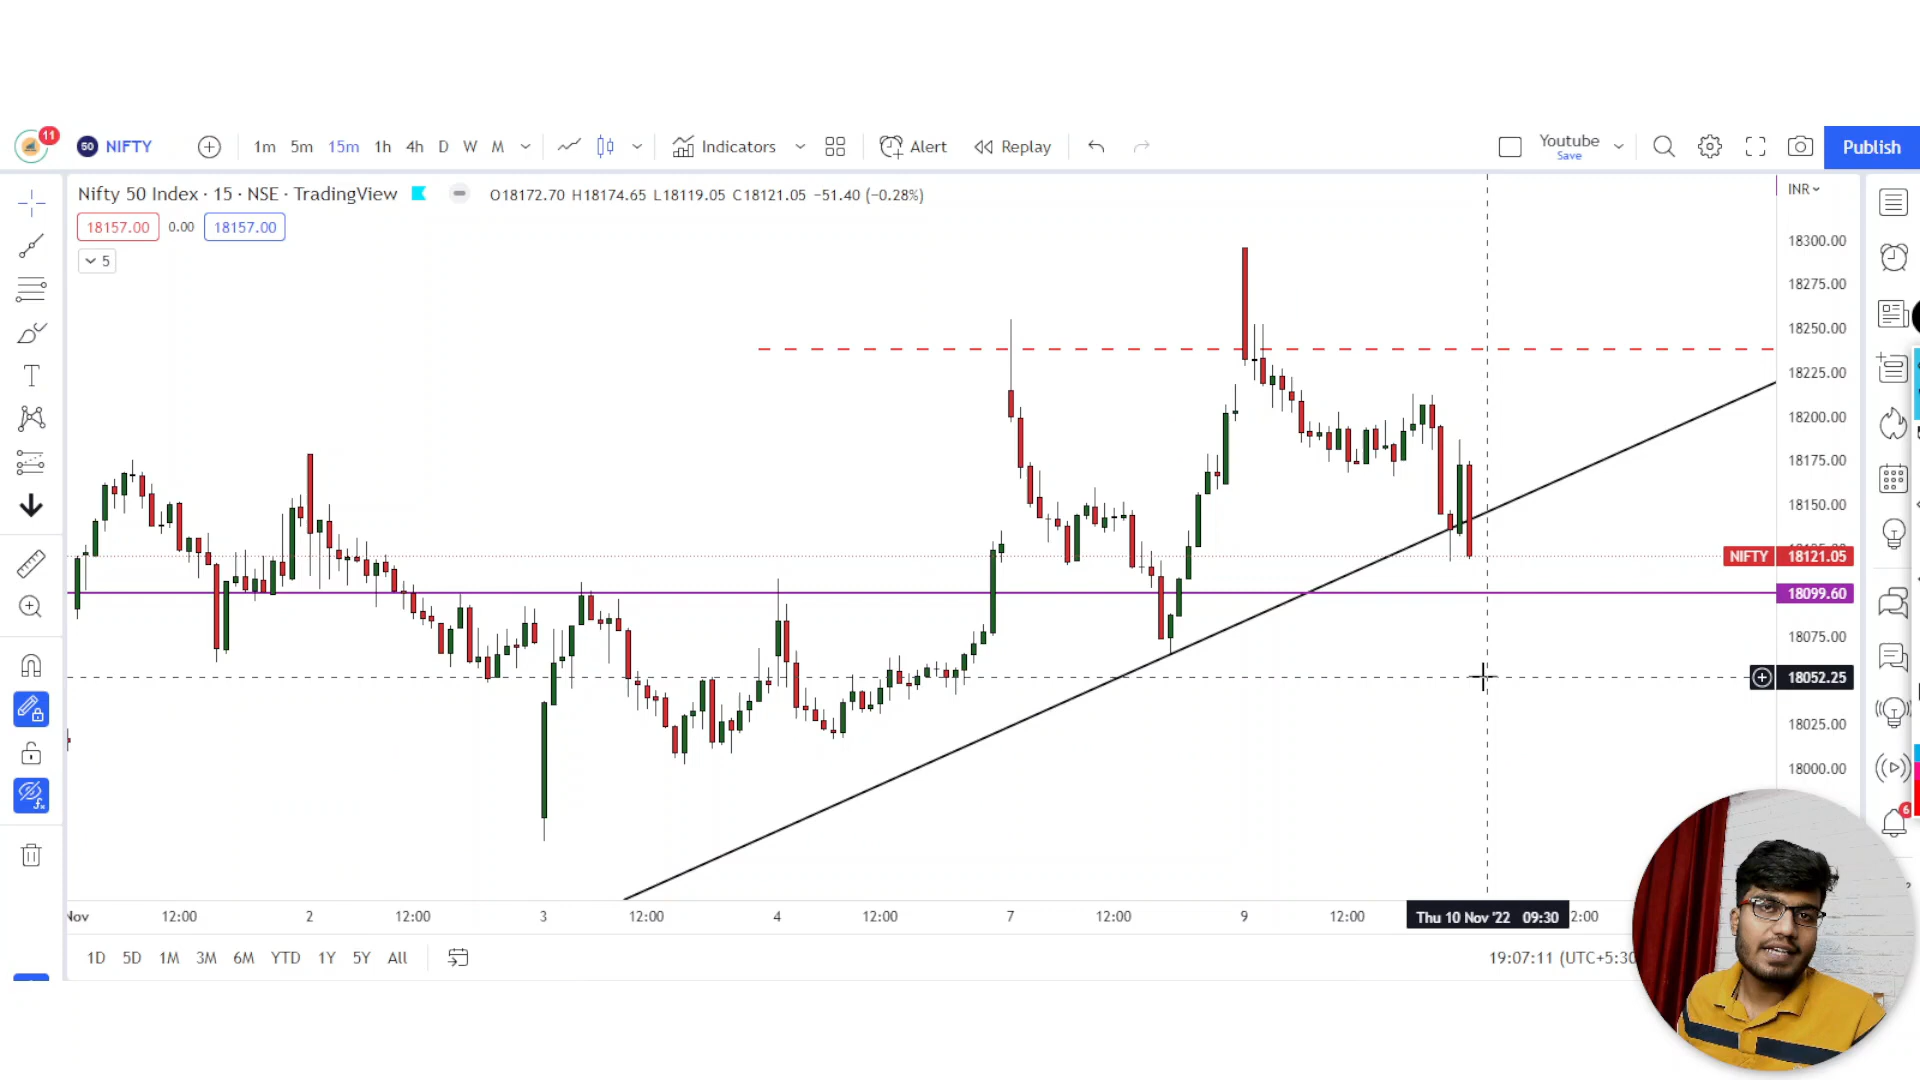 11
50 NIFTY 1m 5m 15m 1h 4h D W M Indicators Alert Replay Youtube Save Publish
Nifty 50 Index · 15 · NSE · TradingView O18172.70 H18174.65 L18119.05 C18121.05 −51.40 (−0.28%) INR
18157.00 0.00 18157.00
5
18300.00
18275.00
18250.00
18225.00
18200.00
18175.00
18150.00
NIFTY 18121.05
18099.60
18075.00
18052.25
18025.00
18000.00
6
Nov 12:00 2 12:00 3 12:00 4 12:00 7 12:00 9 12:00 Thu 10 Nov '22 09:30 2:00
1D 5D 1M 3M 6M YTD 1Y 5Y All 19:07:11 (UTC+5:30